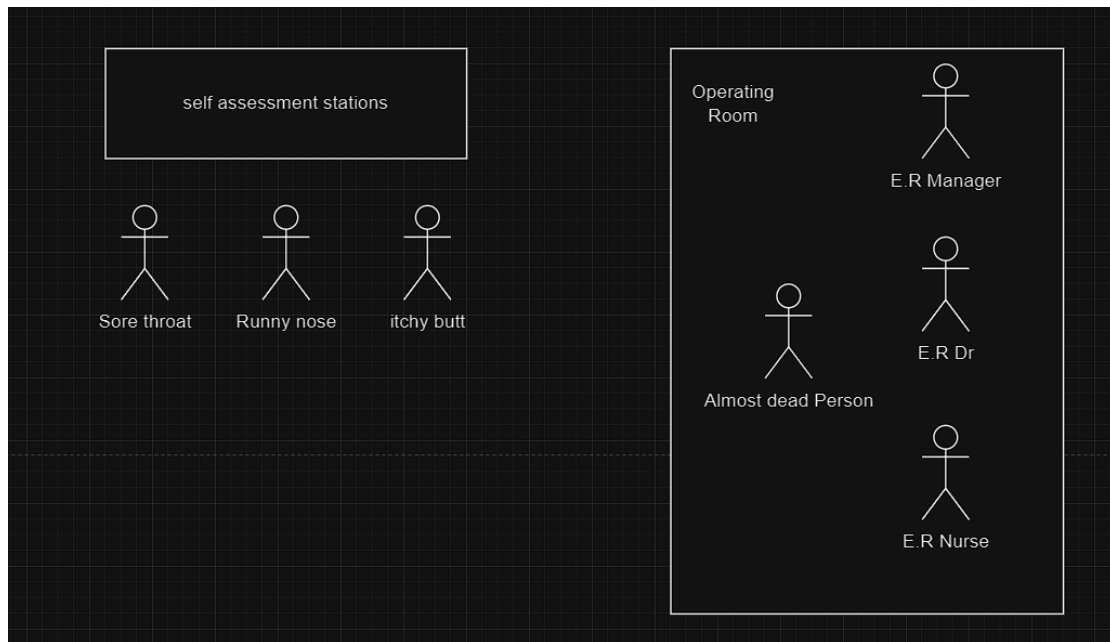 self assessment stations
Sore throat
Runny nose
itchy butt
Operating
Room
E.R Manager
E.R Dr
Almost dead Person
E.R Nurse